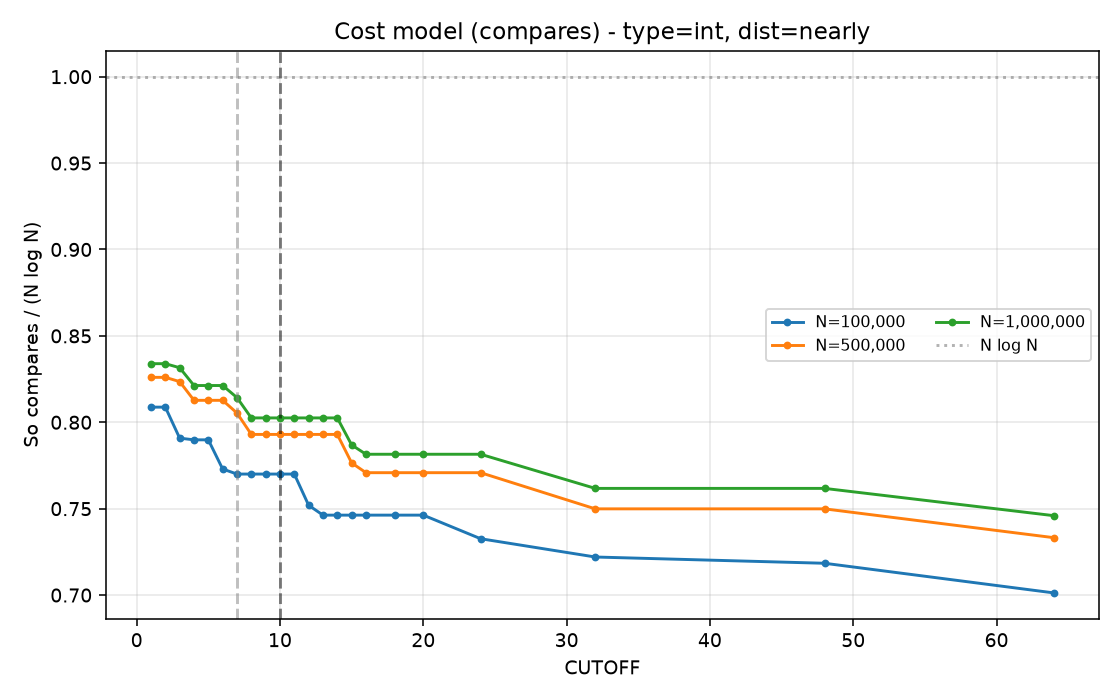 Cost model (compares) - type=int, dist=nearly
So compares / (N log N)
1.00
0.95
0.90
0.85
0.80
0.75
0.70
N=100,000
N=500,000
N=1,000,000
N log N
0 10 20 30 40 50 60
CUTOFF